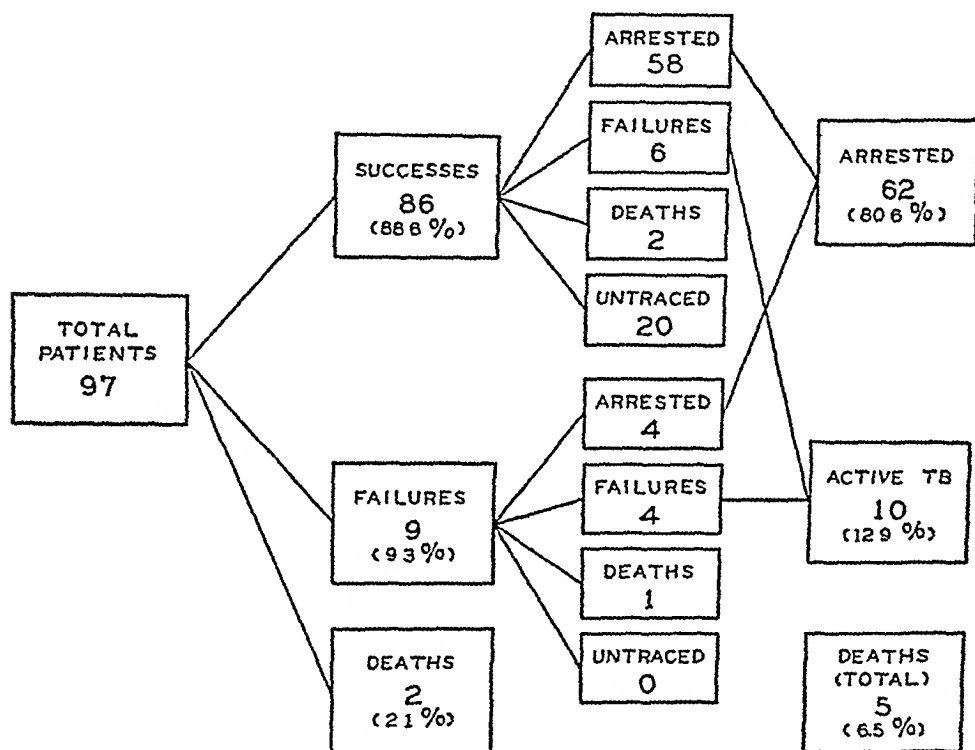 TOTAL
PATIENTS
97
SUCCESSES
86
(88 6 %)
FAILURES
9
(9 3 %)
DEATHS
2
(2 1 %)
ARRESTED
58
FAILURES
6
DEATHS
2
UNTRACED
20
ARRESTED
4
FAILURES
4
DEATHS
1
UNTRACED
0
ARRESTED
62
(80 6 %)
ACTIVE TB
10
(12 9 %)
DEATHS
(TOTAL)
5
(6 5 %)